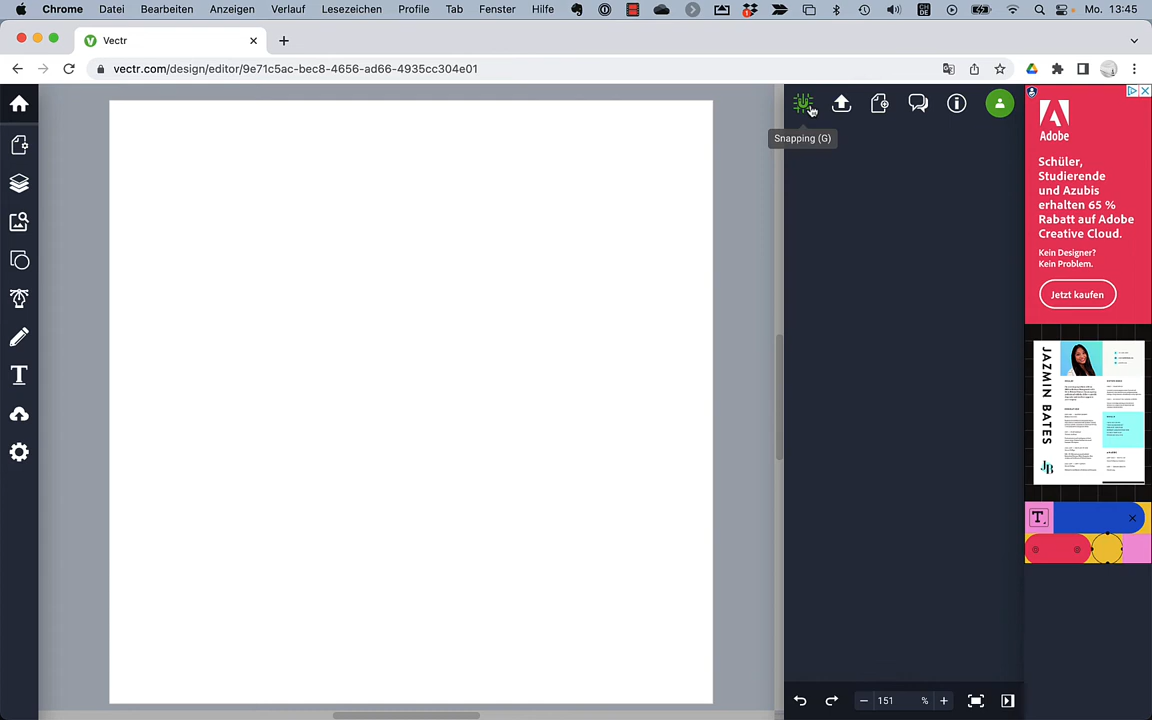 Chrome Datei Bearbeiten Anzeigen Verlauf Lesezeichen Profile Tab Fenster Hilfe Mo. 13:45
Vectr
vectr.com/design/editor/9e71c5ac-bec8-4656-ad66-4935cc304e01
Snapping (G)
Adobe
Schüler,
Studierende
und Azubis
erhalten 65 %
Rabatt auf Adobe
Creative Cloud.
Kein Designer?
Kein Problem.
Jetzt kaufen
JAZMIN BATES
JB
T
151 %